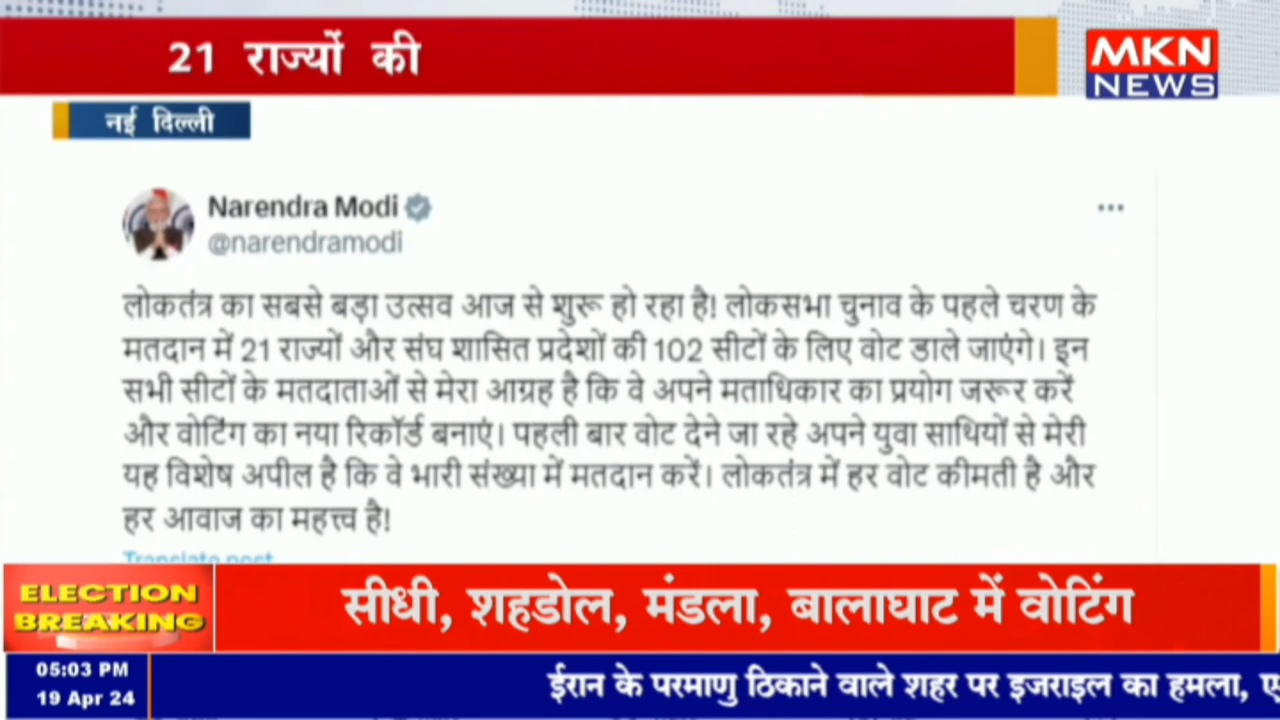 21 राज्यों की
MKN
NEWS
नई दिल्ली
Narendra Modi
@narendramodi
लोकतंत्र का सबसे बड़ा उत्सव आज से शुरू हो रहा है! लोकसभा चुनाव के पहले चरण के
मतदान में 21 राज्यों और संघ शासित प्रदेशों की 102 सीटों के लिए वोट डाले जाएंगे। इन
सभी सीटों के मतदाताओं से मेरा आग्रह है कि वे अपने मताधिकार का प्रयोग जरूर करें
और वोटिंग का नया रिकॉर्ड बनाएं। पहली बार वोट देने जा रहे अपने युवा साथियों से मेरी
यह विशेष अपील है कि वे भारी संख्या में मतदान करें। लोकतंत्र में हर वोट कीमती है और
हर आवाज का महत्त्व है!
Translate post
ELECTION
BREAKING
सीधी, शहडोल, मंडला, बालाघाट में वोटिंग
05:03 PM
19 Apr 24
ईरान के परमाणु ठिकाने वाले शहर पर इजराइल का हमला,